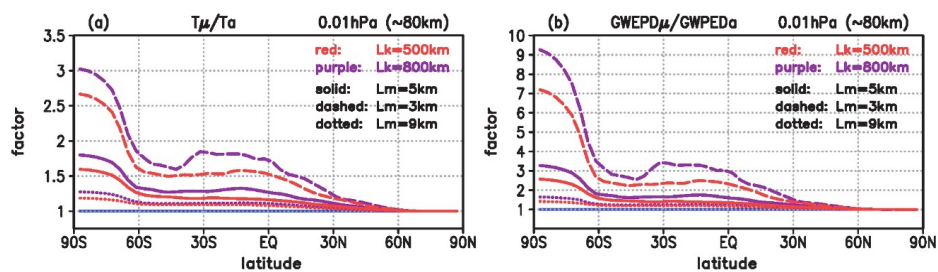 (a) Tμ/Ta 0.01hPa (~80km)
3.5
3
2.5
2
1.5
1
factor
red: Lk=500km
purple: Lk=800km
solid: Lm=5km
dashed: Lm=3km
dotted: Lm=9km
90S 60S 30S EQ 30N 60N 90N
latitude
(b) GWEPDμ/GWPEDa 0.01hPa (~80km)
10
9
8
7
6
5
4
3
2
1
factor
red: Lk=500km
purple: Lk=800km
solid: Lm=5km
dashed: Lm=3km
dotted: Lm=9km
90S 60S 30S EQ 30N 60N 90N
latitude